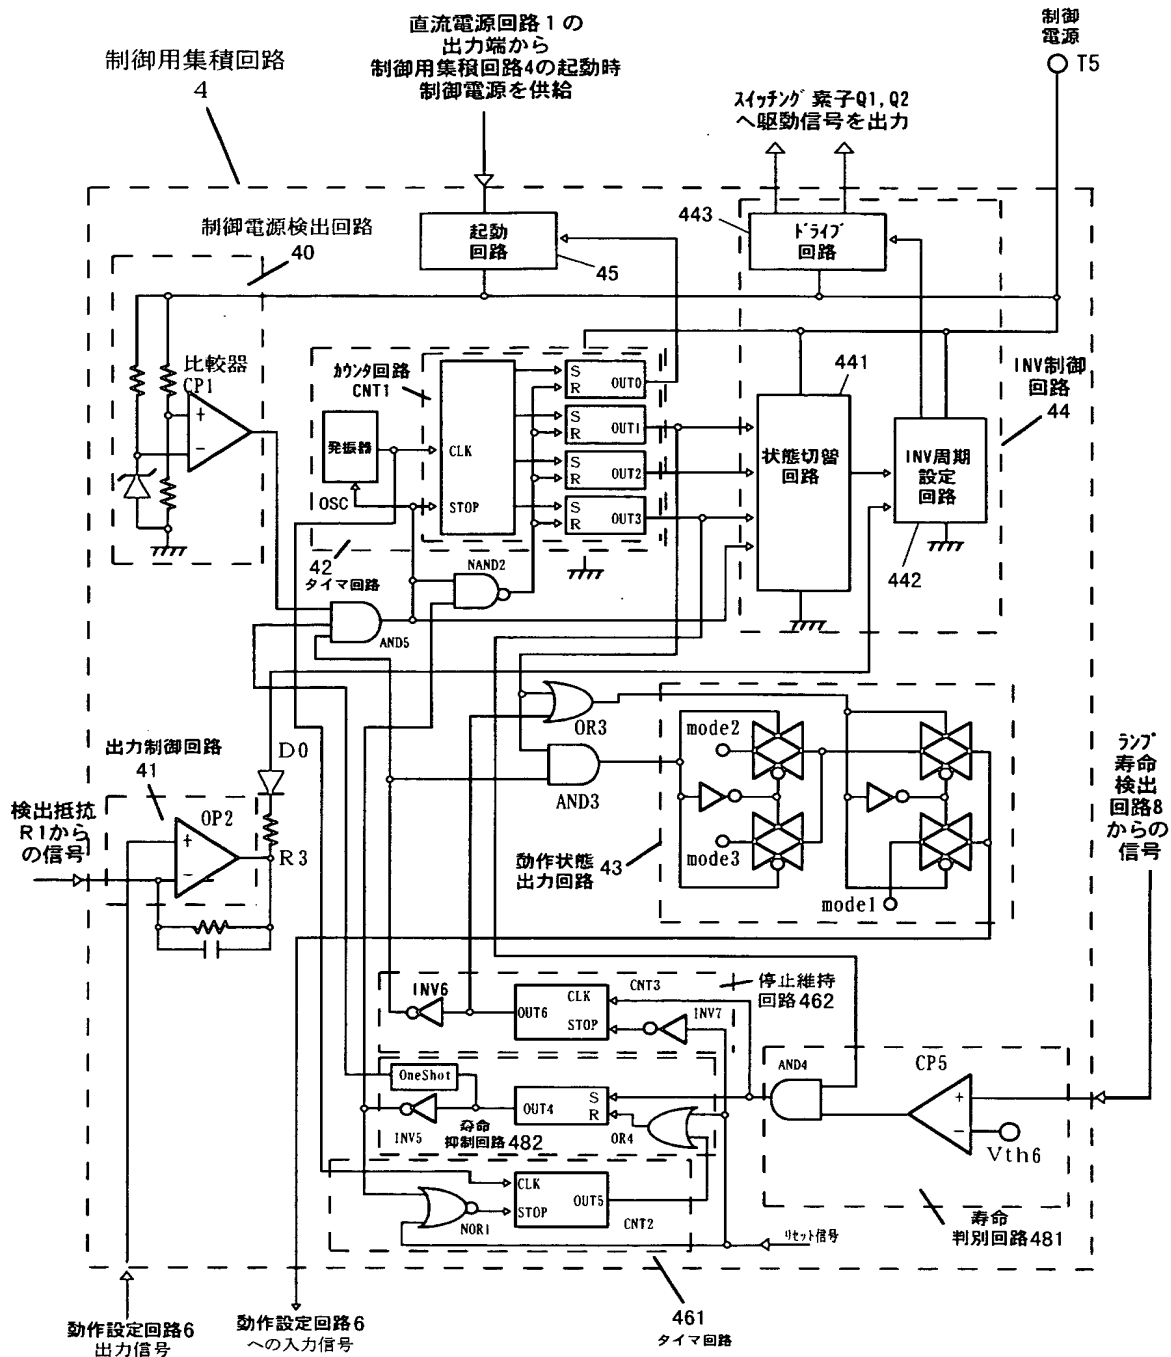 直流電源回路1の
出力端から
制御用集積回路4の起動時
制御電源を供給
制御
電源
T5
制御用集積回路
4
スイッチング素子Q1,Q2
へ駆動信号を出力
制御電源検出回路
40
起動
回路
45
443
ドライブ
回路
比較器
CP1
+
−
カウンタ回路
CNT1
発振器
OSC
CLK
STOP
S
R
OUT0
S
R
OUT1
S
R
OUT2
S
R
OUT3
441
状態切替
回路
INV制御
回路
44
INV周期
設定
回路
442
42
タイマ回路
NAND2
AND5
出力制御回路
41
D0
OP2
+
−
R3
検出抵抗
R1から
の信号
OR3
AND3
mode2
mode3
mode1
動作状態
出力回路
43
ランプ
寿命
検出
回路8
からの
信号
INV6
OUT6
CLK
STOP
CNT3
INV7
停止維持
回路462
OneShot
INV5
OUT4
S
R
OR4
寿命
抑制回路482
AND4
CP5
+
−
Vth6
寿命
判別回路481
NOR1
CLK
STOP
OUT5
CNT2
リセット信号
461
タイマ回路
動作設定回路6
出力信号
動作設定回路6
への入力信号